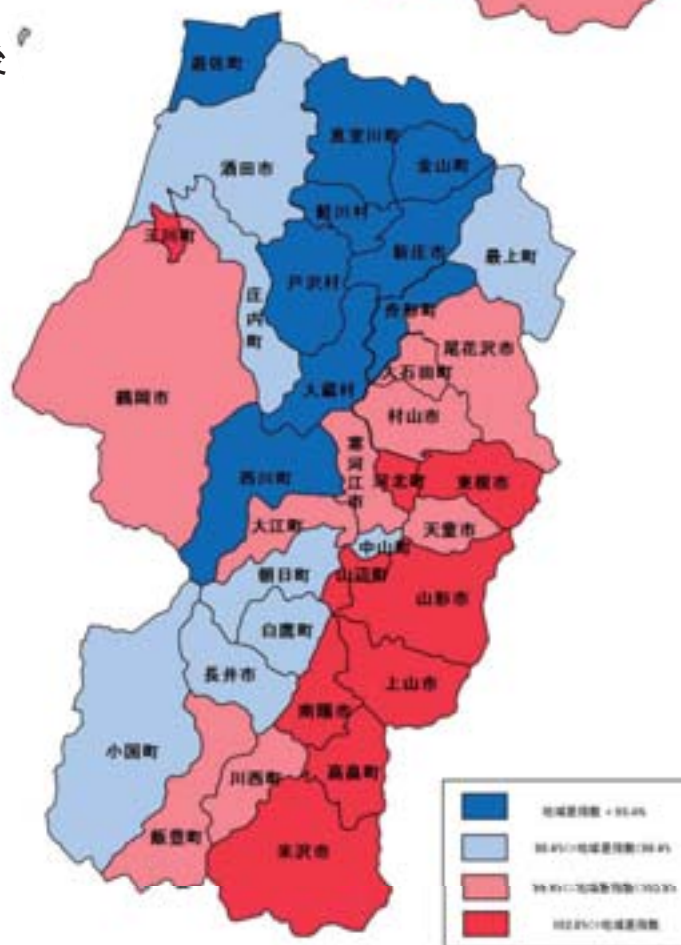 遊佐町
真室川町
酒田市
金山町
鮭川村
三川町
新庄市
最上町
戸沢村
庄内町
舟形町
尾花沢市
大石田町
大蔵村
鶴岡市
村山市
寒河江市
西川町
河北町
東根市
大江町
天童市
中山町
朝日町
山辺町
山形市
白鷹町
長井市
上山市
南陽市
小国町
川西町
高畠町
飯豊町
米沢市